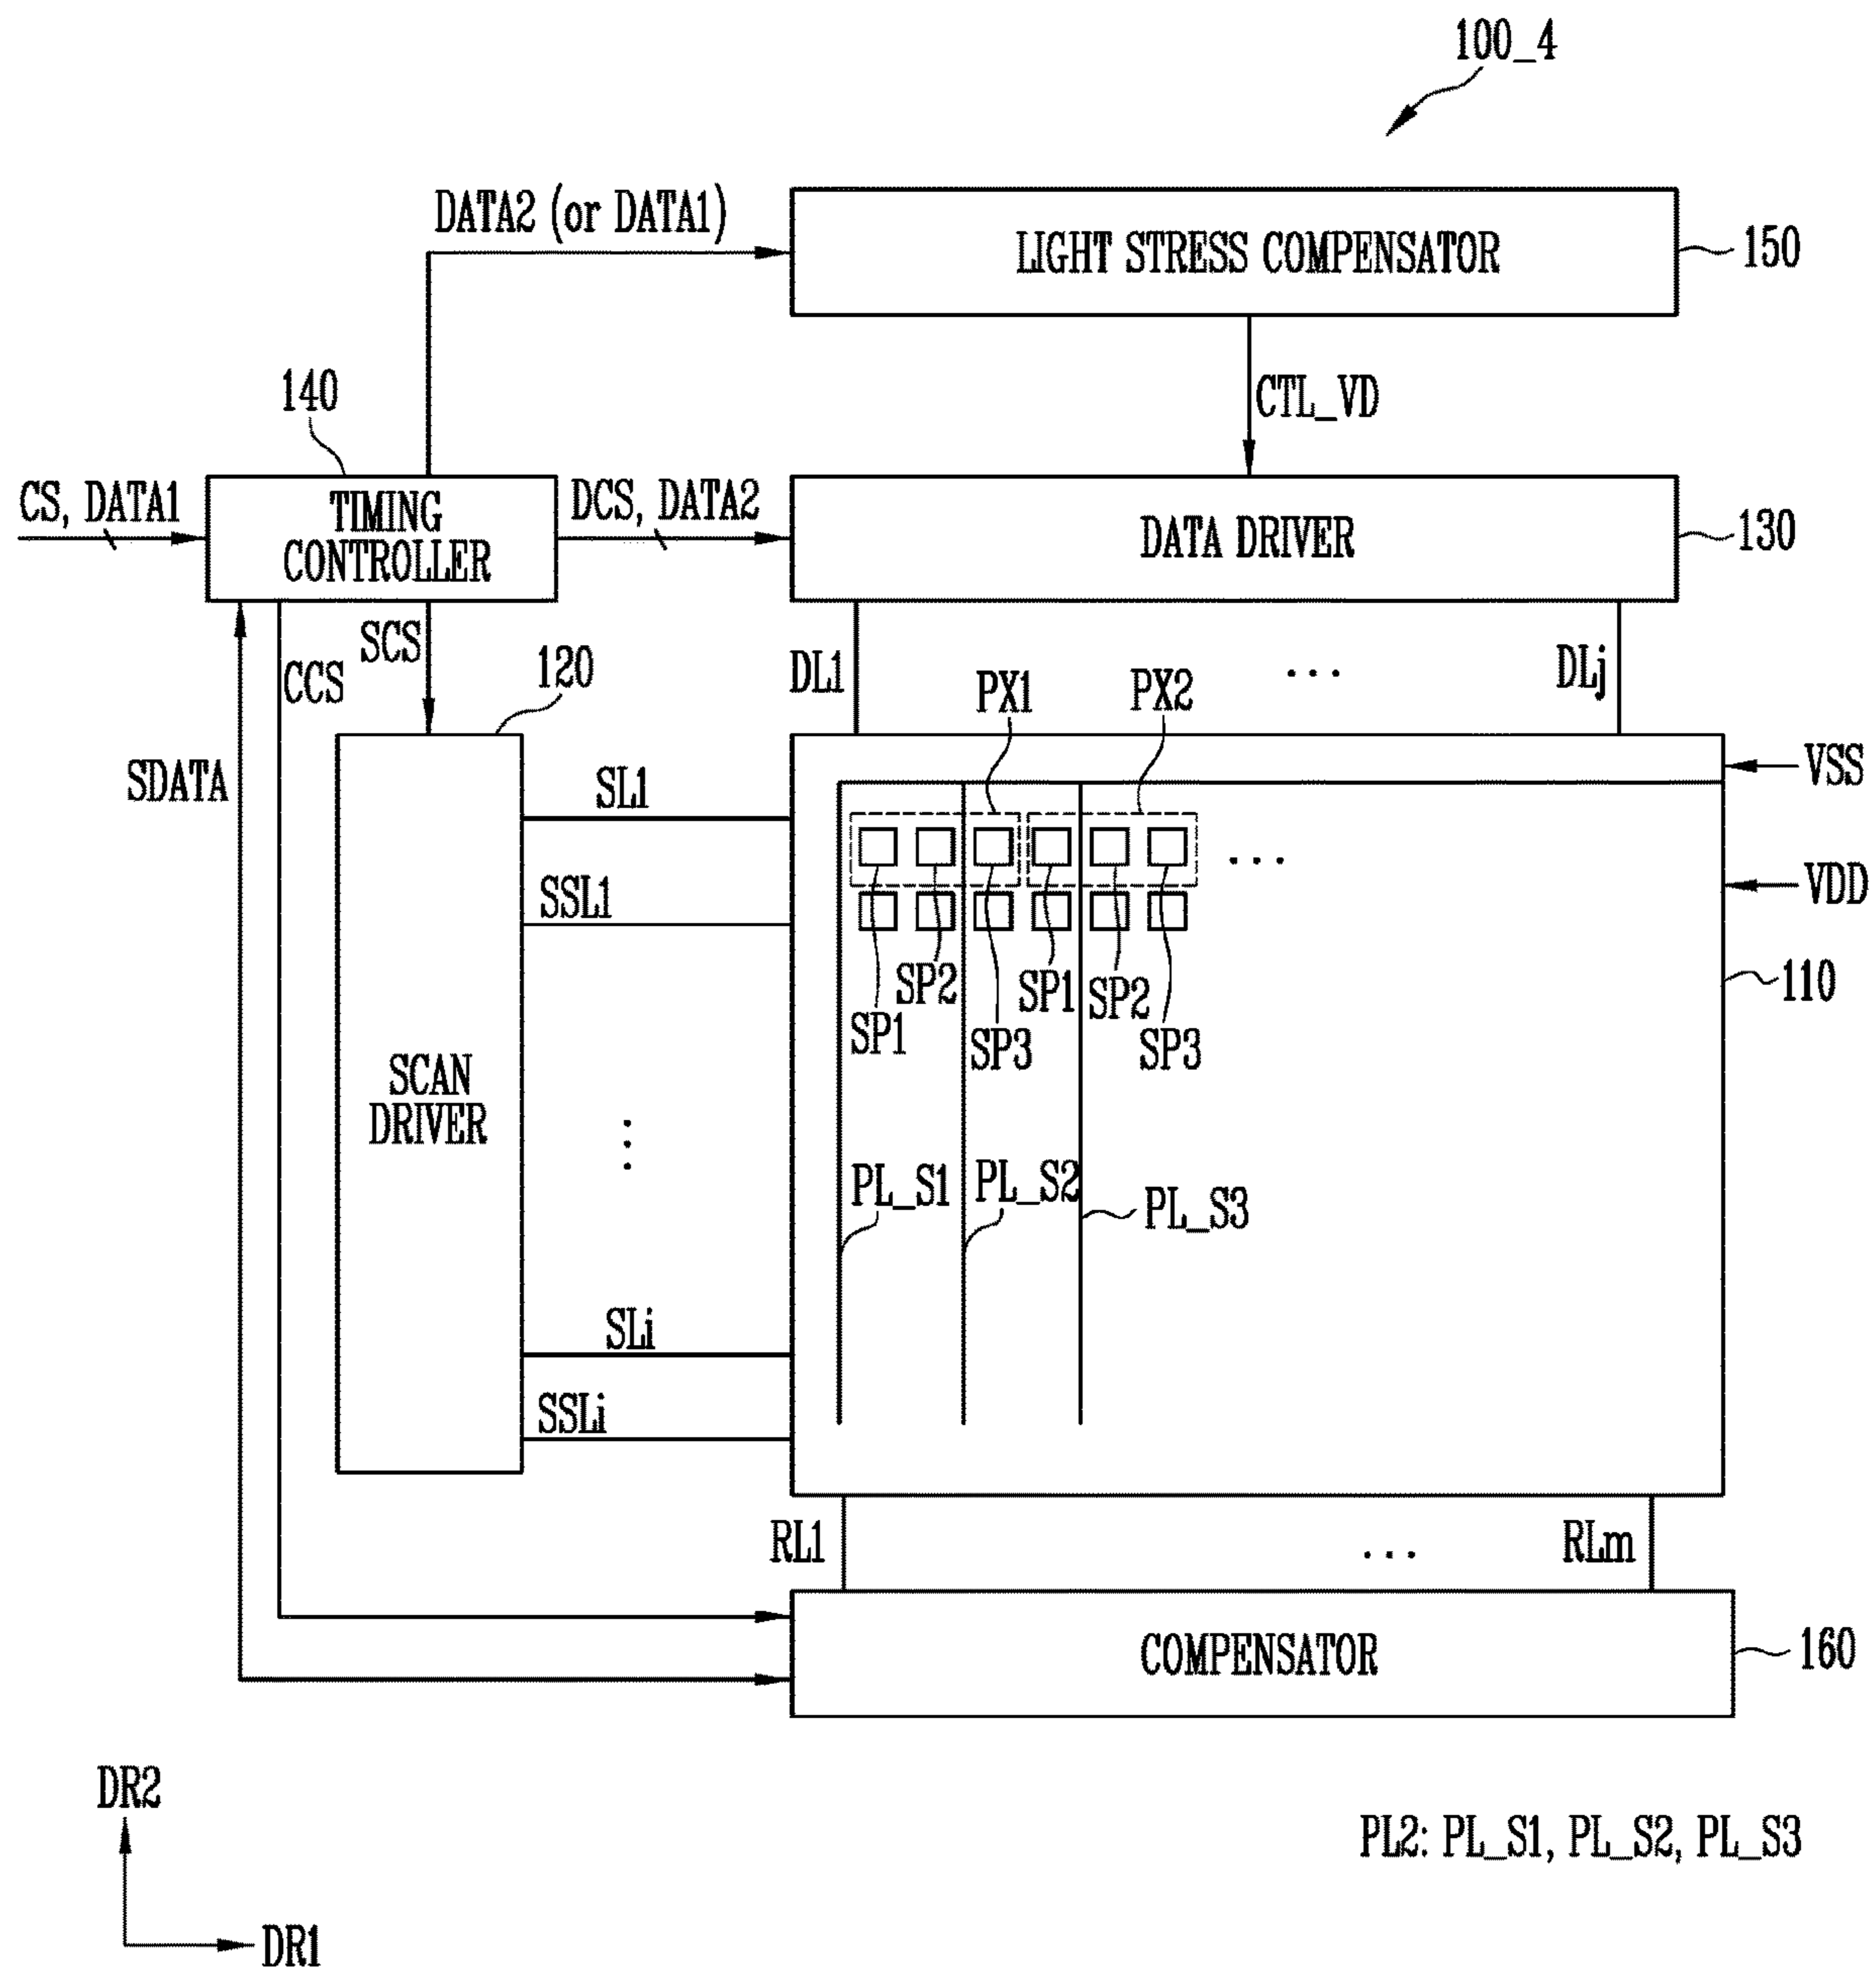 100_4
DATA2 (or DATA1)
LIGHT STRESS COMPENSATOR
150
CTL_VD
140
CS, DATA1
TIMING
CONTROLLER
DCS, DATA2
DATA DRIVER
130
SCS
CCS
120
DL1
PX1
PX2
...
DLj
SDATA
SL1
VSS
SSL1
...
VDD
SP1
SP2
SP3
SP1
SP2
SP3
110
SCAN
DRIVER
...
PL_S1
PL_S2
PL_S3
SLi
SSLi
RL1
...
RLm
COMPENSATOR
160
DR2
DR1
PL2: PL_S1, PL_S2, PL_S3